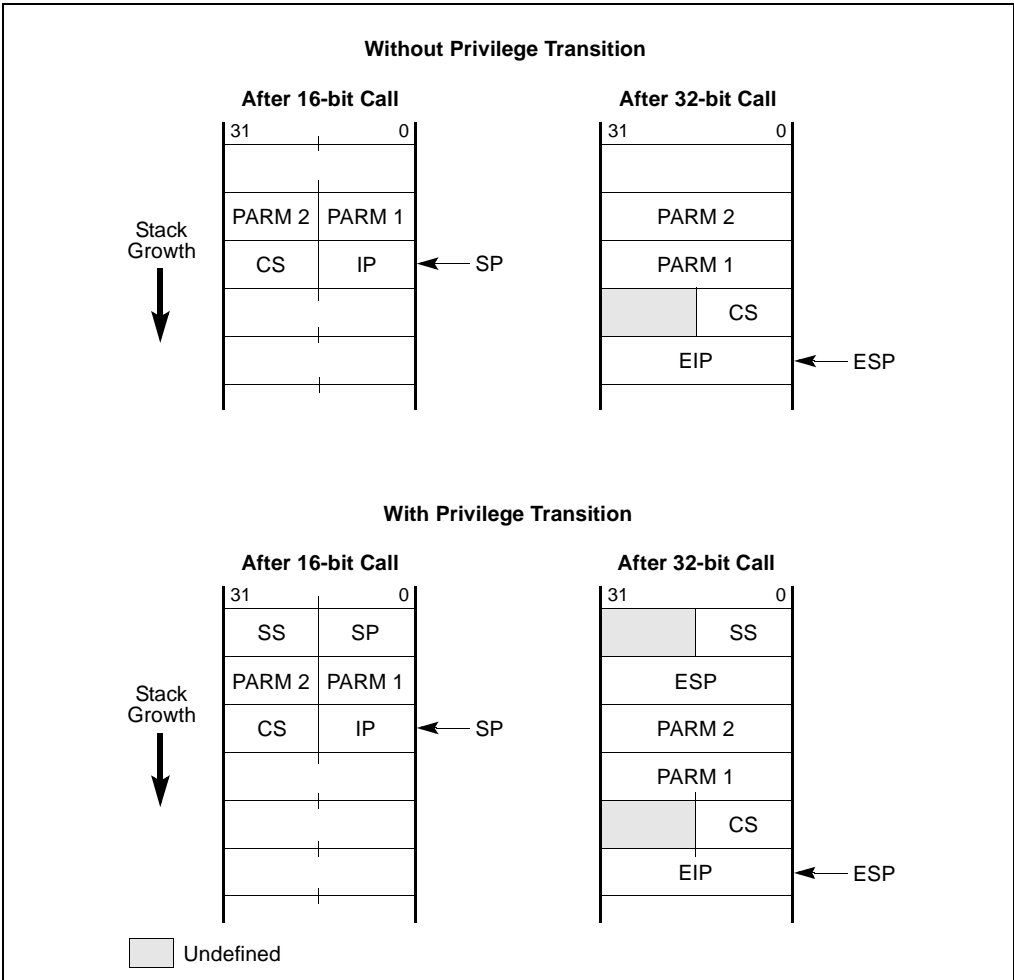 Without Privilege Transition
After 16-bit Call
After 32-bit Call
31 0
31 0
PARM 2 PARM 1
PARM 2
Stack
Growth
CS IP
SP
PARM 1
CS
EIP
ESP
With Privilege Transition
After 16-bit Call
After 32-bit Call
31 0
31 0
SS SP
SS
PARM 2 PARM 1
ESP
Stack
Growth
CS IP
SP
PARM 2
PARM 1
CS
EIP
ESP
Undefined